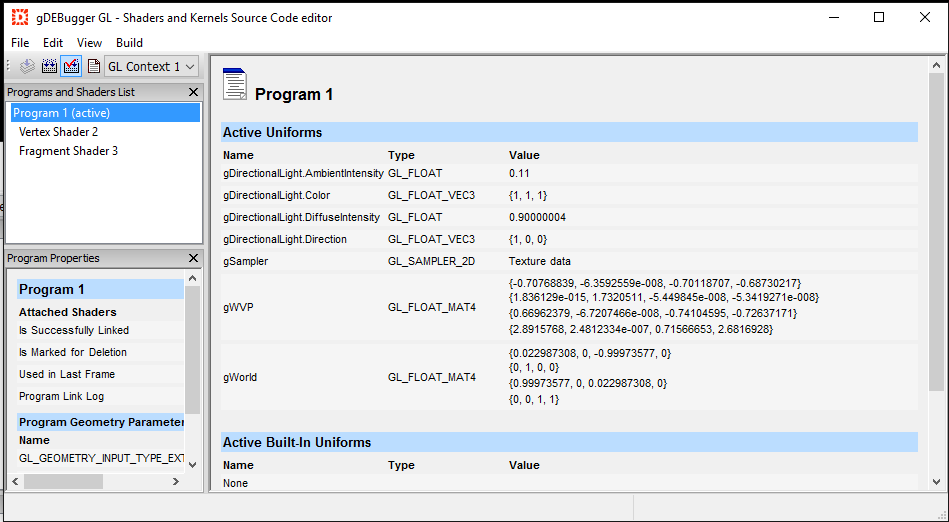 gDEBugger GL - Shaders and Kernels Source Code editor
File Edit View Build
GL Context 1
Programs and Shaders List
Program 1 (active)
Vertex Shader 2
Fragment Shader 3
Program Properties
Program 1
Attached Shaders
Is Successfully Linked
Is Marked for Deletion
Used in Last Frame
Program Link Log
Program Geometry Parameter
Name
GL_GEOMETRY_INPUT_TYPE_EXT
Program 1
Active Uniforms
Name Type Value
gDirectionalLight.AmbientIntensity GL_FLOAT 0.11
gDirectionalLight.Color GL_FLOAT_VEC3 {1, 1, 1}
gDirectionalLight.DiffuseIntensity GL_FLOAT 0.90000004
gDirectionalLight.Direction GL_FLOAT_VEC3 {1, 0, 0}
gSampler GL_SAMPLER_2D Texture data
{-0.70768839, -6.3592559e-008, -0.70118707, -0.68730217}
{1.836129e-015, 1.7320511, -5.449845e-008, -5.3419271e-008}
gWVP GL_FLOAT_MAT4
{0.66962379, -6.7207466e-008, -0.74104595, -0.72637171}
{2.8915768, 2.4812334e-007, 0.71566653, 2.6816928}
{0.022987308, 0, -0.99973577, 0}
{0, 1, 0, 0}
gWorld GL_FLOAT_MAT4
{0.99973577, 0, 0.022987308, 0}
{0, 0, 1, 1}
Active Built-In Uniforms
Name Type Value
None